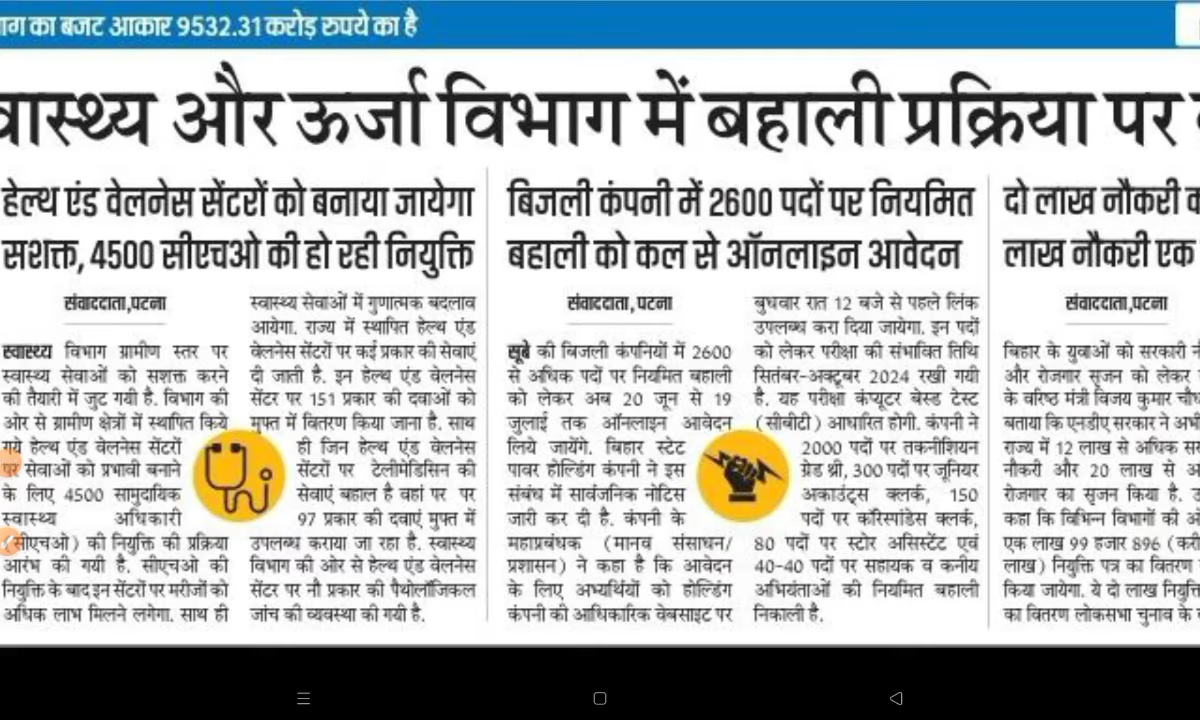 का बजट आकार 9532.31 करोड़ रुपये का है
और ऊर्जा विभाग में बहाली प्रक्रिया पर
हेल्थ एंड वेलनेस सेंटरों को बनाया जायेगा
सशक्त, 4500 सीएचओ की हो रही नियुक्ति
संवाददाता,पटना
स्वास्थ्य विभाग ग्रामीण स्तर पर
स्वास्थ्य सेवाओं को सशक्त करने
की तैयारी में जुट गयी है. विभाग की
ओर से ग्रामीण क्षेत्रों में स्थापित किये
गये हेल्थ एंड वेलनेस सेंटरों
पर सेवाओं को प्रभावी बनाने
के लिए 4500 सामुदायिक
स्वास्थ्य अधिकारी
(सीएचओ) की नियुक्ति की प्रक्रिया
आरंभ की गयी है. सीएचओ की
नियुक्ति के बाद इन सेंटरों पर मरीजों को
अधिक लाभ मिलने लगेगा. साथ ही
स्वास्थ्य सेवाओं में गुणात्मक बदलाव
आयेगा. राज्य में स्थापित हेल्थ एंड
वेलनेस सेंटरों पर कई प्रकार की सेवाएं
दी जाती है. इन हेल्थ एंड वेलनेस
सेंटर पर 151 प्रकार की दवाओं को
मुफ्त में वितरण किया जाना है. साथ
ही जिन हेल्थ एंड वेलनेस
सेंटरों पर टेलीमेडिसिन की
सेवाएं बहाल है वहां पर पर
97 प्रकार की दवाएं मुफ्त में
उपलब्ध कराया जा रहा है. स्वास्थ्य
विभाग की ओर से हेल्थ एंड वेलनेस
सेंटर पर नौ प्रकार की पैथोलॉजिकल
जांच की व्यवस्था की गयी है.
बिजली कंपनी में 2600 पदों पर नियमित
बहाली को कल से ऑनलाइन आवेदन
संवाददाता, पटना
सूबे की बिजली कंपनियों में 2600
से अधिक पदों पर नियमित बहाली
को लेकर अब 20 जून से 19
जुलाई तक ऑनलाइन आवेदन
लिये जायेंगे. बिहार स्टेट
पावर होल्डिंग कंपनी ने इस
संबंध में सार्वजनिक नोटिस
जारी कर दी है. कंपनी के
महाप्रबंधक (मानव संसाधन/
प्रशासन) ने कहा है कि आवेदन
के लिए अभ्यर्थियों को होल्डिंग
कंपनी की आधिकारिक वेबसाइट पर
बुधवार रात 12 बजे से पहले लिंक
उपलब्ध करा दिया जायेगा. इन पदों
को लेकर परीक्षा की संभावित तिथि
सितंबर-अक्टूबर 2024 रखी गयी
है. यह परीक्षा कंप्यूटर बेस्ड टेस्ट
(सीबीटी) आधारित होगी. कंपनी ने
2000 पदों पर तकनीशियन
ग्रेड थ्री, 300 पदों पर जूनियर
अकाउंट्स क्लर्क, 150
पदों पर कॉरिस्पांडेस क्लर्क,
80 पदों पर स्टोर असिस्टेंट एवं
40-40 पदों पर सहायक व कनीय
अभियंताओं की नियमित बहाली
निकाली है.
दो लाख नौकरी
लाख नौकरी एक
संवाददाता,पटना
बिहार के युवाओं को सरकारी
और रोजगार सृजन को लेकर
के वरिष्ठ मंत्री विजय कुमार
बताया कि एनडीए सरकार ने
राज्य में 12 लाख से अधिक
नौकरी और 20 लाख से
रोजगार का सृजन किया है.
कहा कि विभिन्न विभागों की
एक लाख 99 हजार 896
लाख) नियुक्ति पत्र का वितरण
किया जायेगा. ये दो लाख
का वितरण लोकसभा चुनाव के